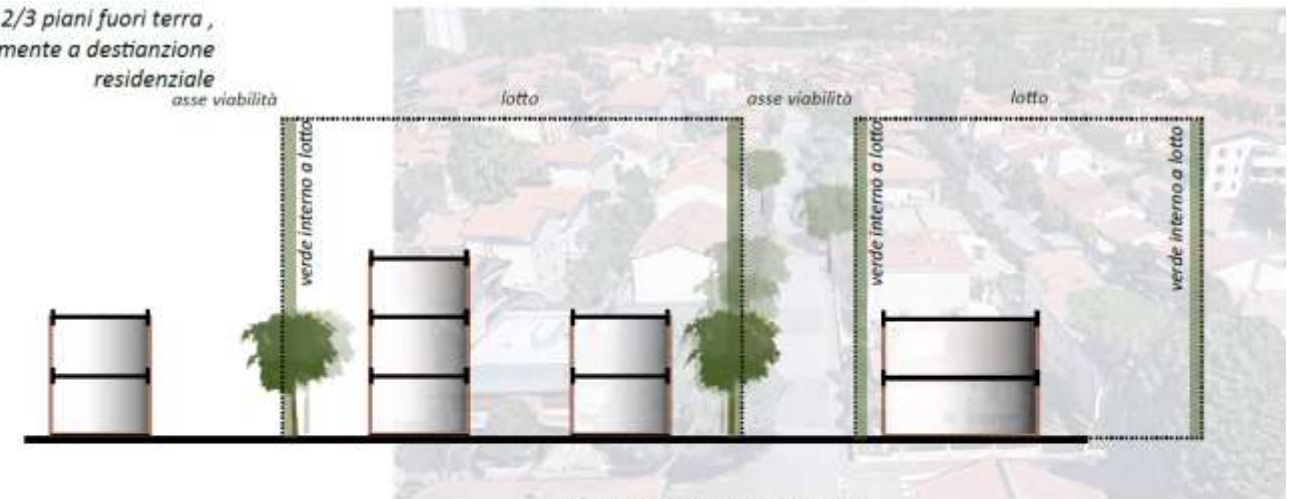 2/3 piani fuori terra ,
mente a destianzione
residenziale
asse viabilità
lotto
asse viabilità
lotto
verde interno a lotto
verde interno a lotto
verde interno a lotto